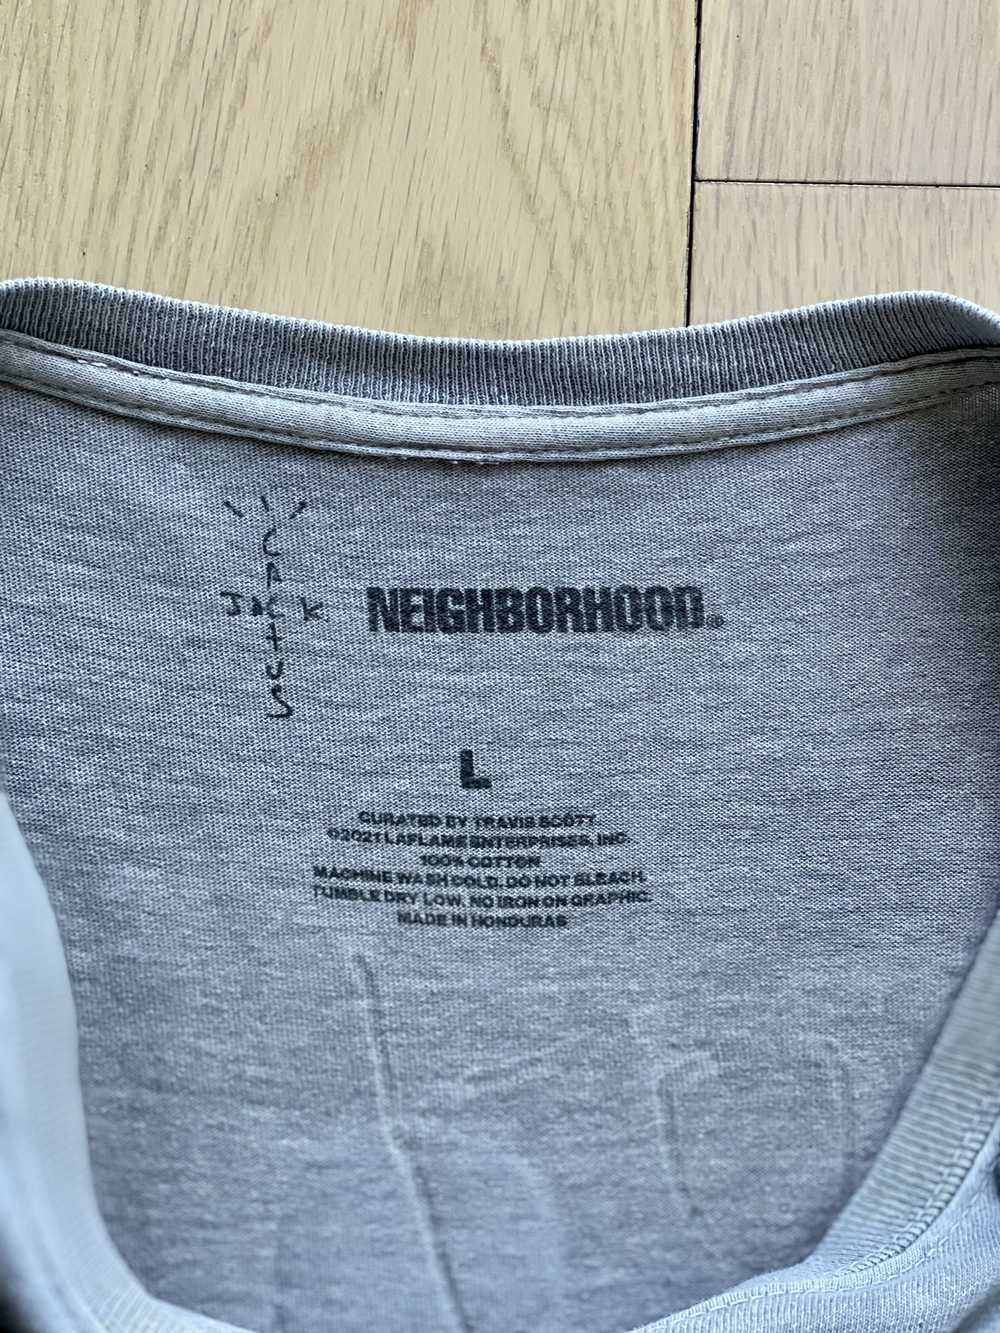 CACTUS
JACK
NEIGHBORHOOD®
L
CURATED BY TRAVIS SCOTT
©2021 LAFLAME ENTERPRISES, INC.
100% COTTON
MACHINE WASH COLD. DO NOT BLEACH.
TUMBLE DRY LOW. NO IRON ON GRAPHIC.
MADE IN HONDURAS